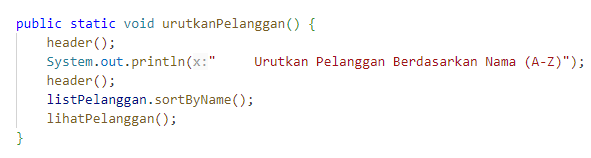 public static void urutkanPelanggan() {
    header();
    System.out.println(x:"     Urutkan Pelanggan Berdasarkan Nama (A-Z)");
    header();
    listPelanggan.sortByName();
    lihatPelanggan();
}